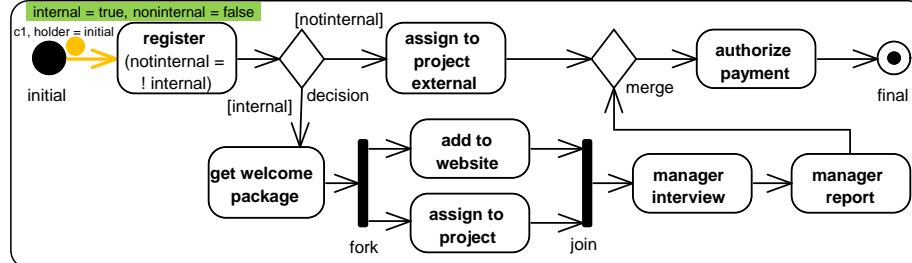 internal = true, noninternal = false
c1, holder = initial
initial
register
(notinternal =
! internal)
[notinternal]
[internal]
decision
assign to
project
external
merge
authorize
payment
final
get welcome
package
fork
add to
website
assign to
project
join
manager
interview
manager
report